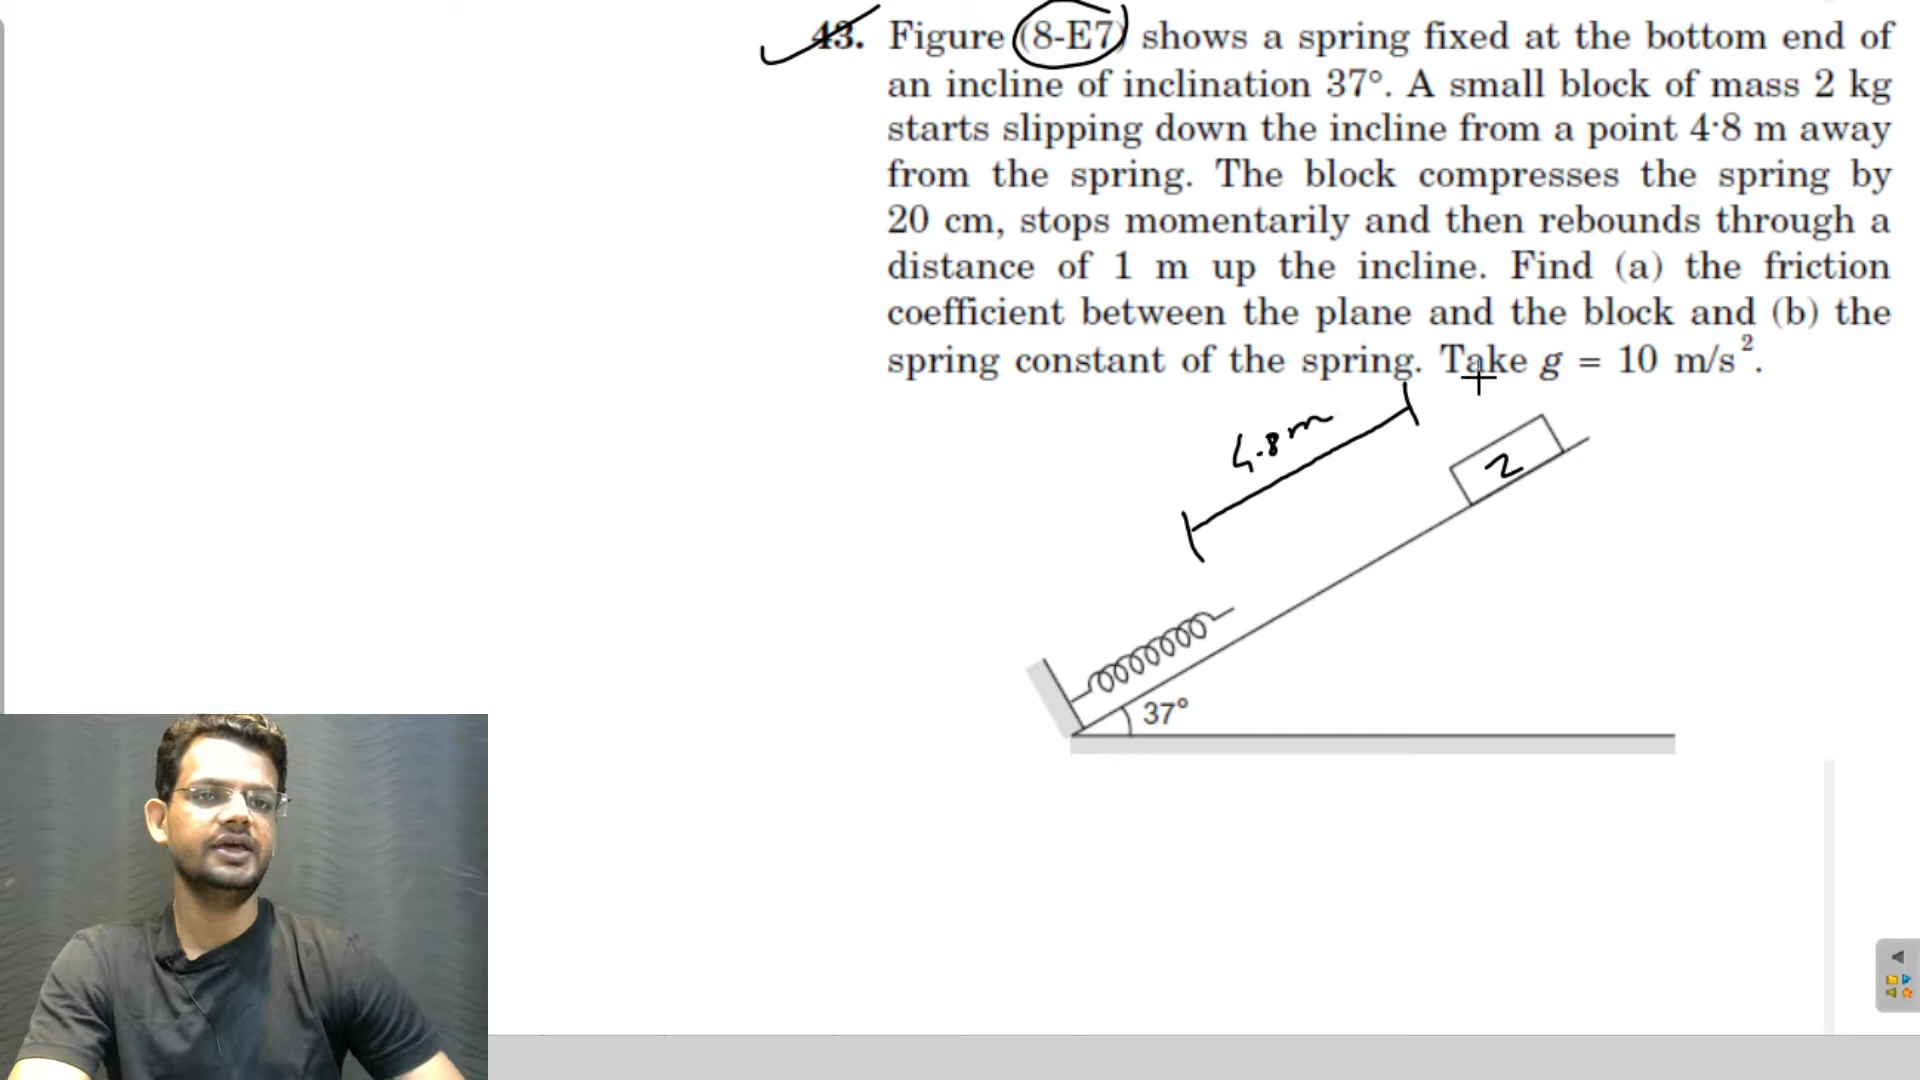 43. Figure (8-E7) shows a spring fixed at the bottom end of
an incline of inclination 37°. A small block of mass 2 kg
starts slipping down the incline from a point 4·8 m away
from the spring. The block compresses the spring by
20 cm, stops momentarily and then rebounds through a
distance of 1 m up the incline. Find (a) the friction
coefficient between the plane and the block and (b) the
spring constant of the spring. Take g = 10 m/s².
4.8m
2
37°